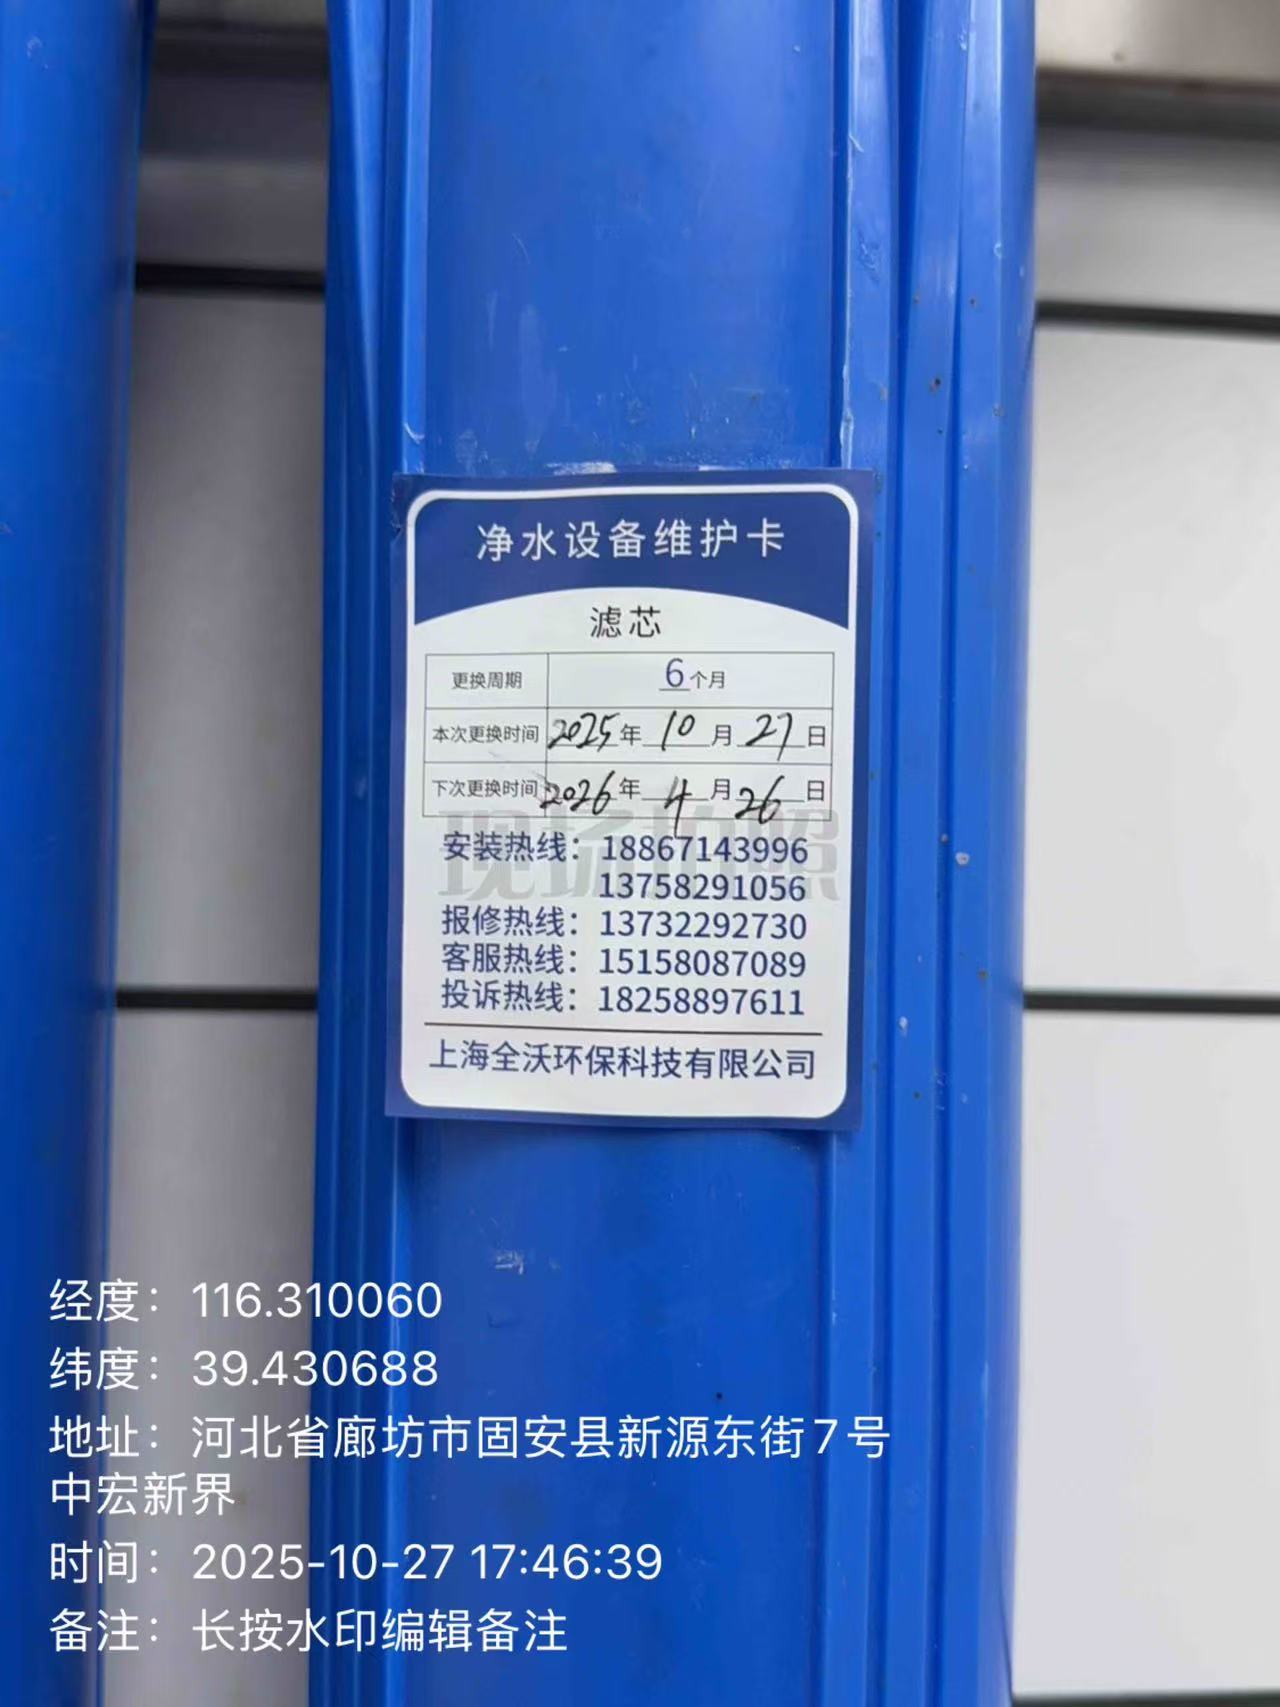 净水设备维护卡
滤芯
更换周期 6个月
本次更换时间 2025年10月27日
下次更换时间 2026年4月26日
现场拍照
安装热线：18867143996
13758291056
报修热线：13732292730
客服热线：15158087089
投诉热线：18258897611
上海全沃环保科技有限公司
经度：116.310060
纬度：39.430688
地址：河北省廊坊市固安县新源东街7号
中宏新界
时间：2025-10-27 17:46:39
备注：长按水印编辑备注